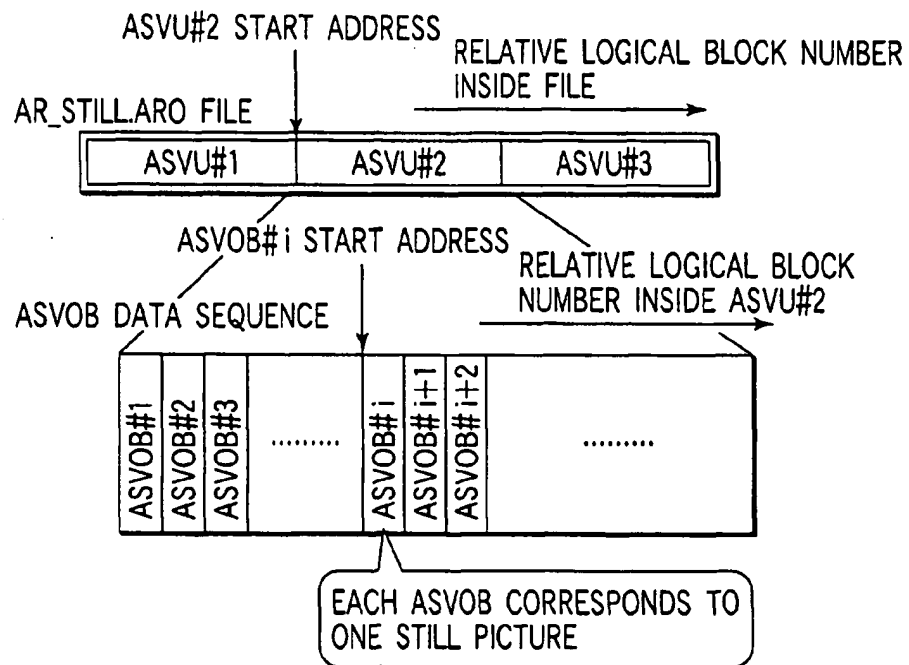 ASVU#2 START ADDRESS
RELATIVE LOGICAL BLOCK NUMBER
INSIDE FILE
AR_STILL.ARO FILE
ASVU#1
ASVU#2
ASVU#3
ASVOB#i START ADDRESS
RELATIVE LOGICAL BLOCK
NUMBER INSIDE ASVU#2
ASVOB DATA SEQUENCE
ASVOB#1
ASVOB#2
ASVOB#3
.........
ASVOB#i
ASVOB#i+1
ASVOB#i+2
.........
EACH ASVOB CORRESPONDS TO
ONE STILL PICTURE